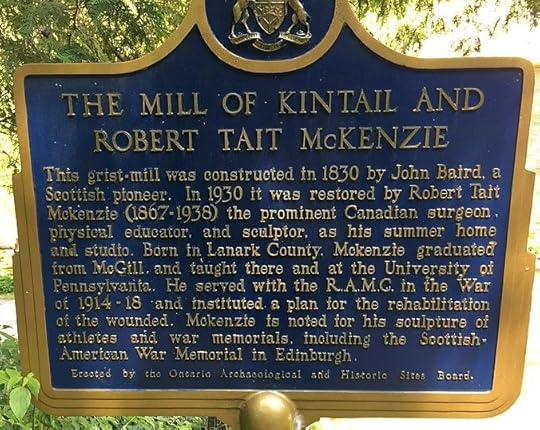 THE MILL OF KINTAIL AND
ROBERT TAIT McKENZIE
This grist-mill was constructed in 1830 by John Baird, a
Scottish pioneer. In 1930 it was restored by Robert Tait
Mckenzie (1867-1938) the prominent Canadian surgeon,
physical educator, and sculptor, as his summer home
and studio. Born in Lanark County, Mckenzie graduated
from McGill, and taught there and at the University of
Pennsylvania. He served with the R.A.M.C. in the War
of 1914-18 and instituted a plan for the rehabilitation
of the wounded. Mckenzie is noted for his sculpture of
athletes and war memorials, including the Scottish-
American War Memorial in Edinburgh.
Erected by the Ontario Archaeological and Historic Sites Board.